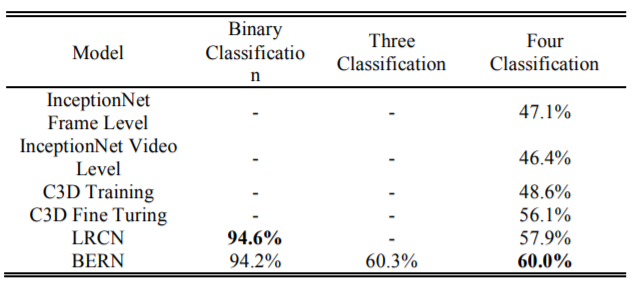 Model Binary Classificatio n Three Classification Four Classification
InceptionNet Frame Level - - 47.1%
InceptionNet Video Level - - 46.4%
C3D Training - - 48.6%
C3D Fine Turing - - 56.1%
LRCN 94.6% - 57.9%
BERN 94.2% 60.3% 60.0%